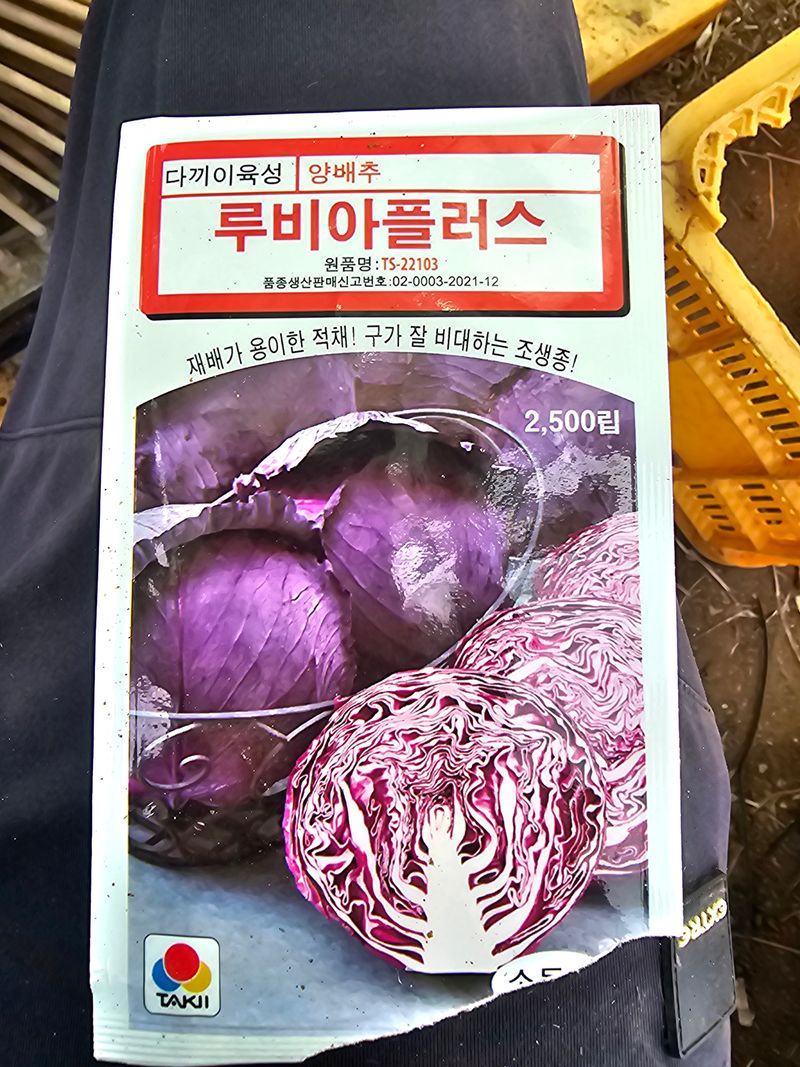 다끼이육성 양배추
루비아플러스
원품명:TS-22103
품종생산판매신고번호:02-0003-2021-12
재배가 용이한 적채! 구가 잘 비대하는 조생종!
2,500립
TAKII